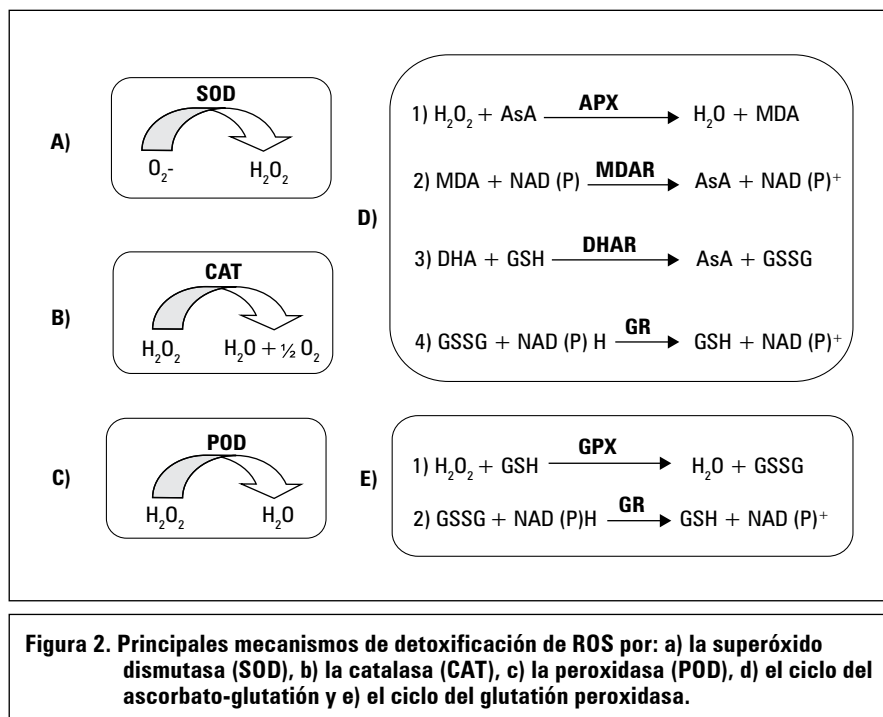 A)
SOD
O₂- H₂O₂
B)
CAT
H₂O₂ H₂O + ½ O₂
C)
POD
H₂O₂ H₂O
D)
1) H₂O₂ + AsA APX H₂O + MDA
2) MDA + NAD (P) MDAR AsA + NAD (P)⁺
3) DHA + GSH DHAR AsA + GSSG
4) GSSG + NAD (P) H GR GSH + NAD (P)⁺
E)
1) H₂O₂ + GSH GPX H₂O + GSSG
2) GSSG + NAD (P)H GR GSH + NAD (P)⁺
Figura 2. Principales mecanismos de detoxificación de ROS por: a) la superóxido
dismutasa (SOD), b) la catalasa (CAT), c) la peroxidasa (POD), d) el ciclo del
ascorbato-glutatión y e) el ciclo del glutatión peroxidasa.